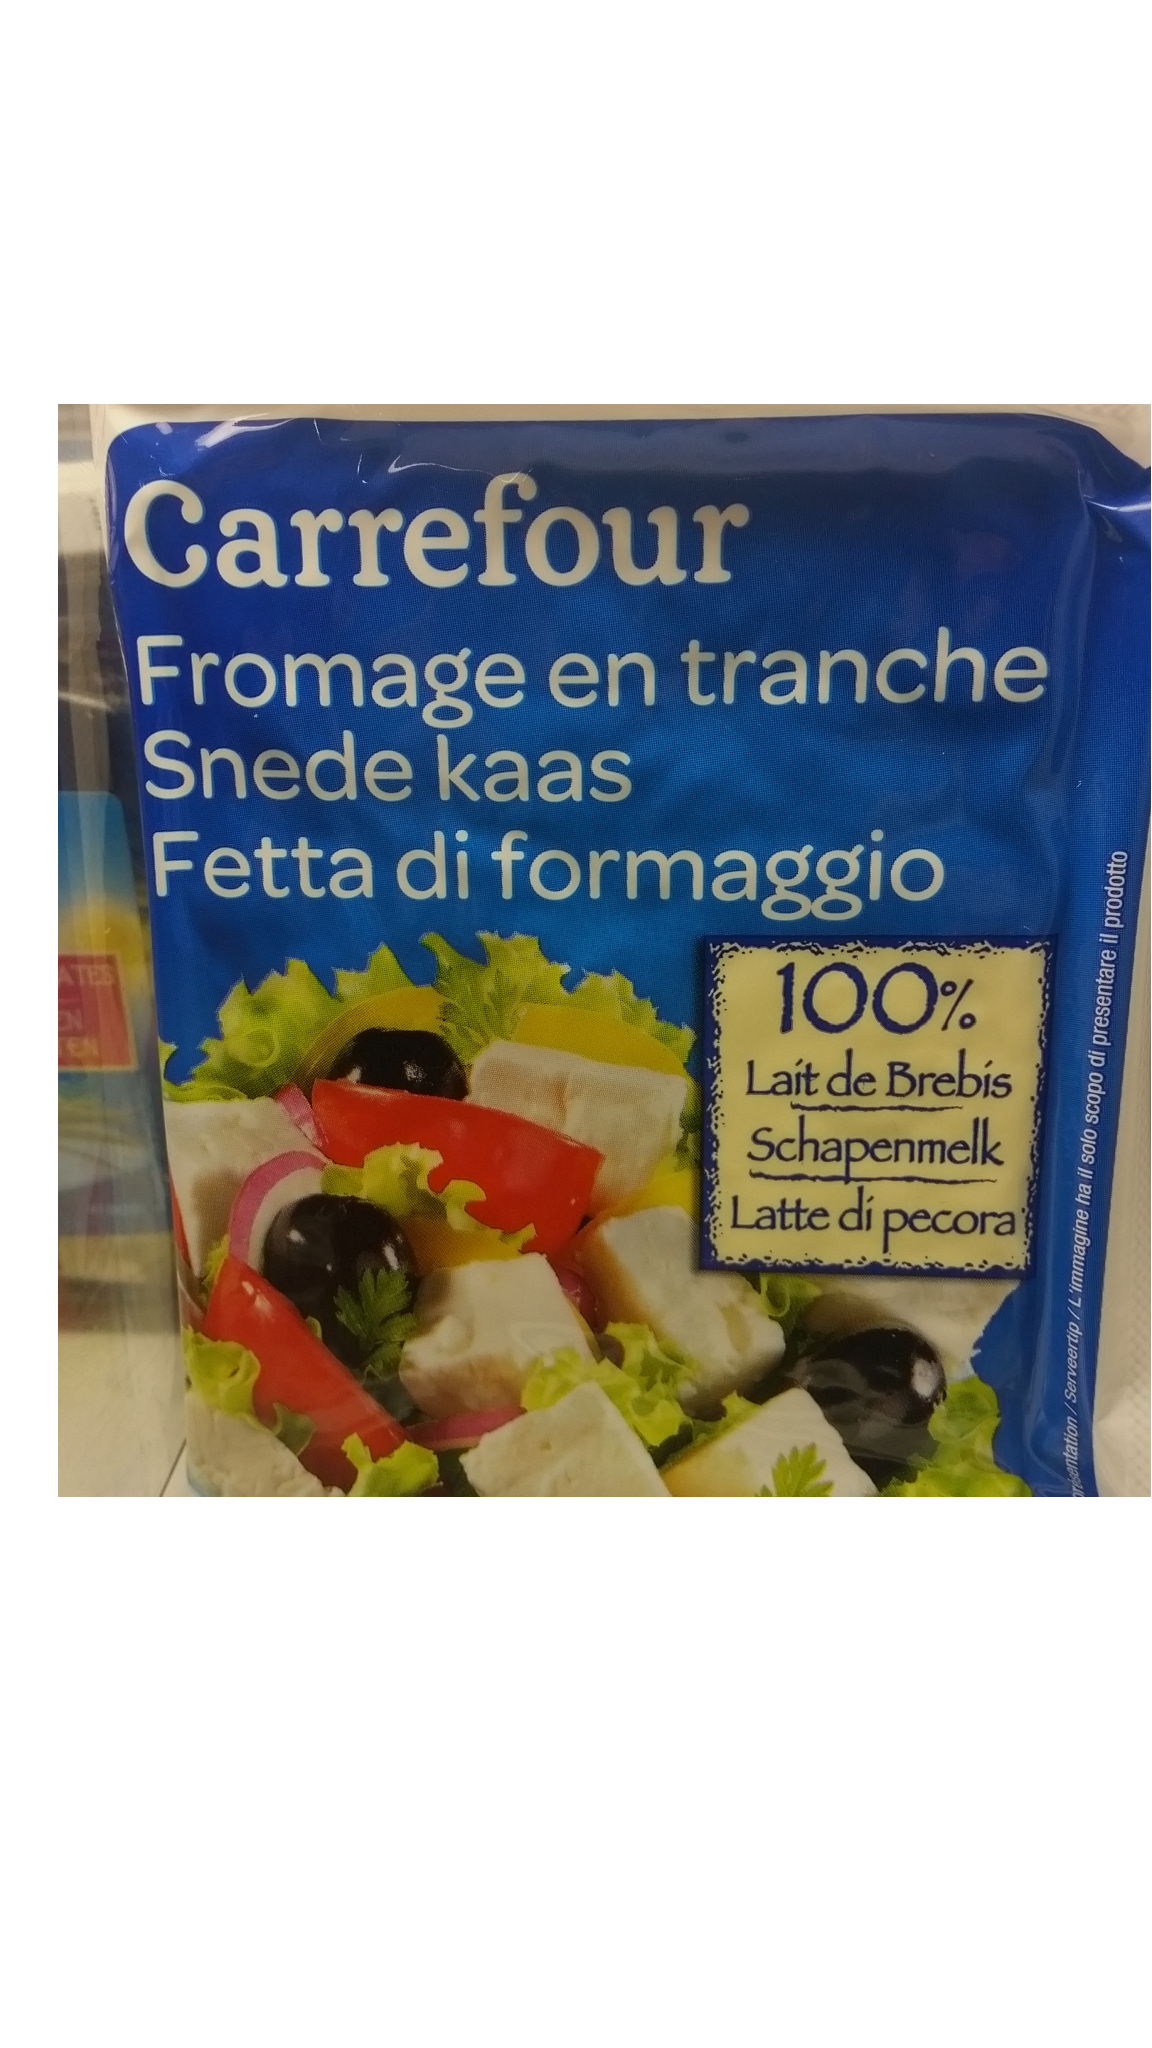 Carrefour
Fromage en tranche
Snede kaas
Fetta di formaggio
100%
Lait de Brebis
Schapenmelk
Latte di pecora
/ Serveertip / L'immagine ha il solo scopo di presentare il prodotto